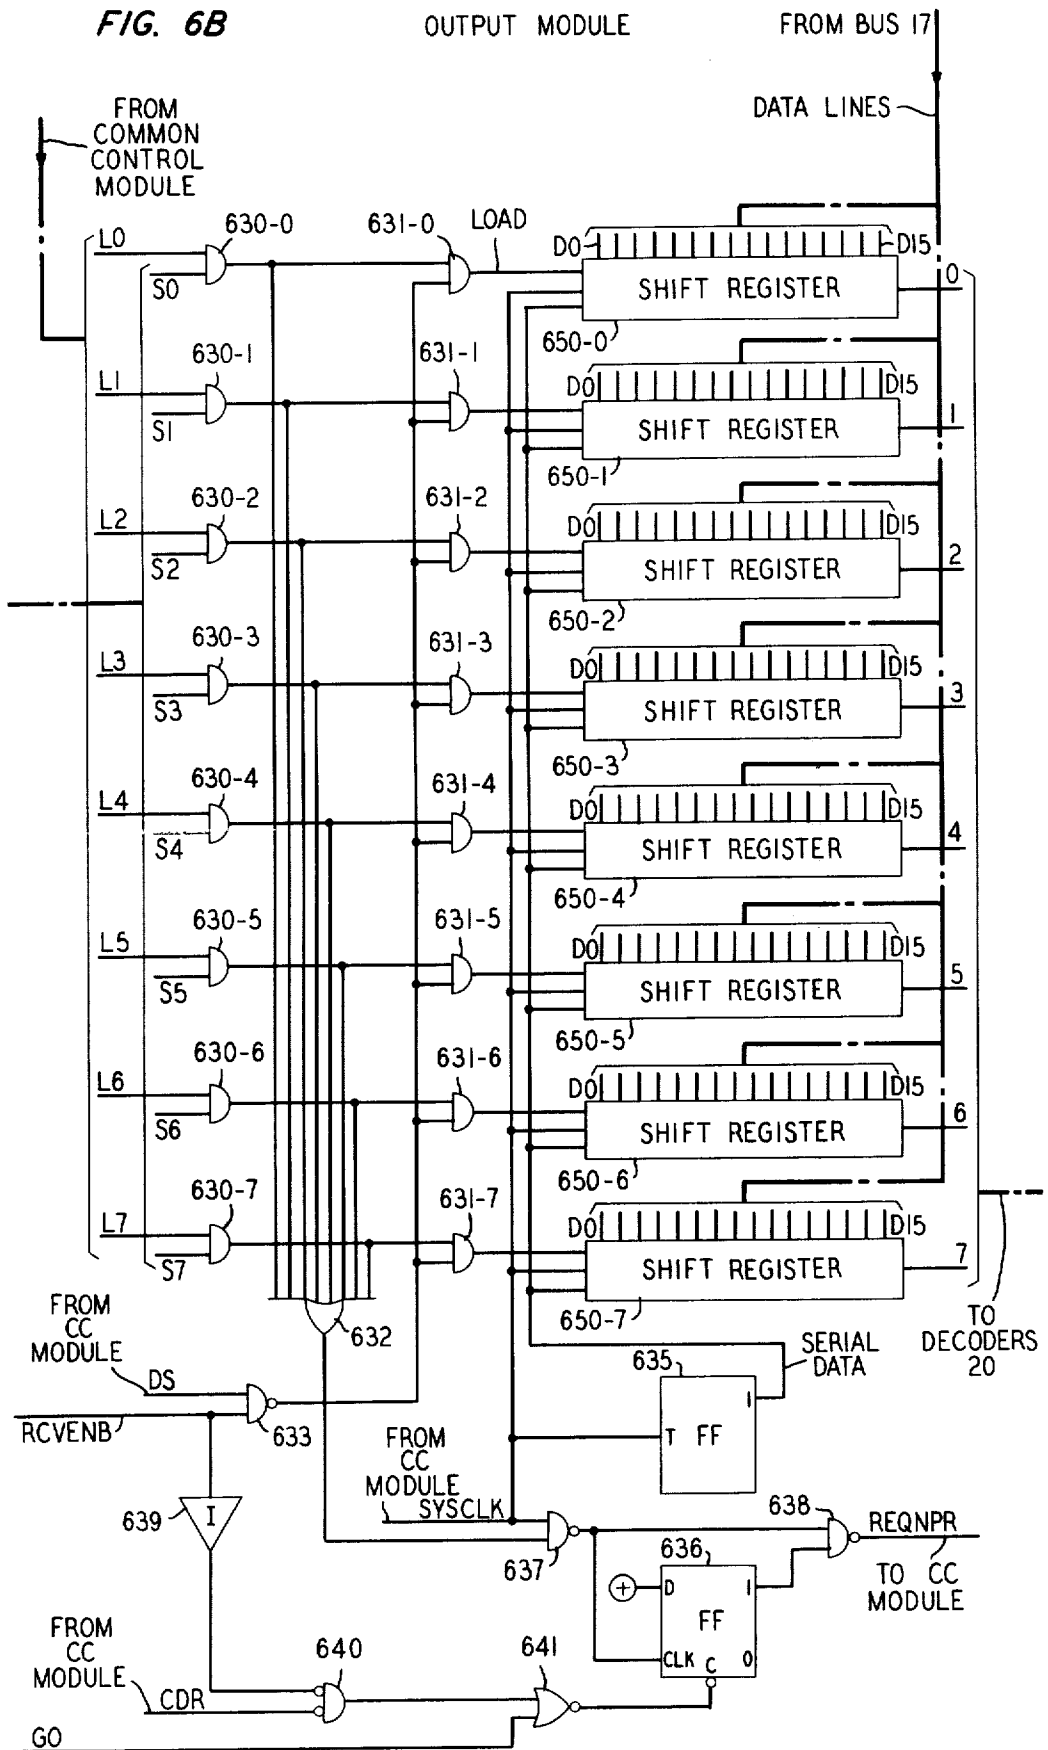 FIG. 6B
OUTPUT MODULE
FROM BUS 17
FROM
COMMON
CONTROL
MODULE
DATA LINES
L0
S0
630-0
631-0
LOAD
D0
D15
SHIFT REGISTER
650-0
0
L1
S1
630-1
631-1
D0
D15
SHIFT REGISTER
650-1
1
L2
S2
630-2
631-2
D0
D15
SHIFT REGISTER
650-2
2
L3
S3
630-3
631-3
D0
D15
SHIFT REGISTER
650-3
3
L4
S4
630-4
631-4
D0
D15
SHIFT REGISTER
650-4
4
L5
S5
630-5
631-5
D0
D15
SHIFT REGISTER
650-5
5
L6
S6
630-6
631-6
D0
D15
SHIFT REGISTER
650-6
6
L7
S7
630-7
631-7
D0
D15
SHIFT REGISTER
650-7
7
FROM
CC
MODULE
DS
RCVENB
633
632
635
SERIAL
DATA
TO
DECODERS
20
1
T FF
FROM
CC
MODULE
SYSCLK
639
I
637
636
638
REQNPR
TO CC
MODULE
+
D
1
FF
CLK
C
0
FROM
CC
MODULE
CDR
640
641
GO